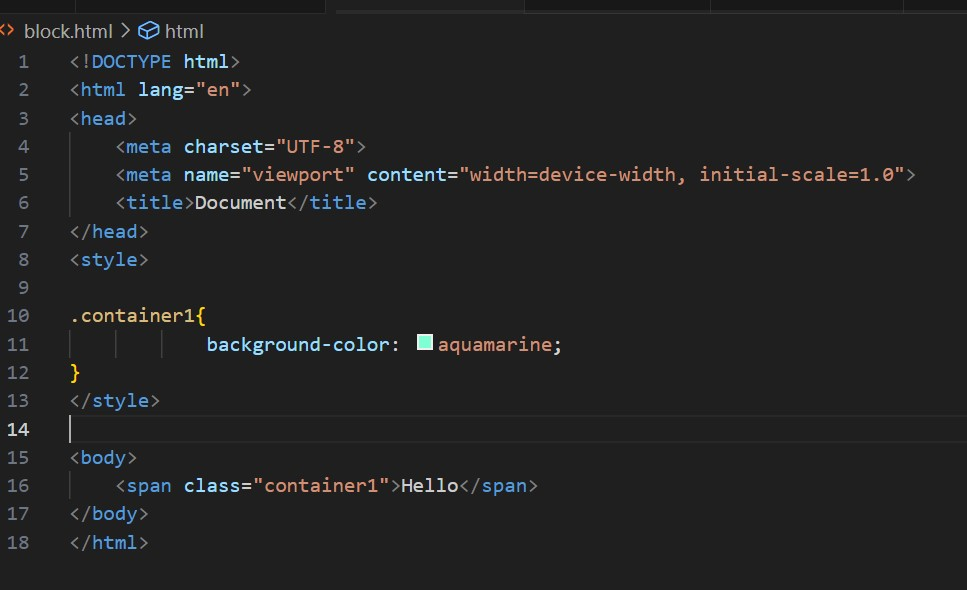 block.html > html
1 <!DOCTYPE html>
2 <html lang="en">
3 <head>
4     <meta charset="UTF-8">
5     <meta name="viewport" content="width=device-width, initial-scale=1.0">
6     <title>Document</title>
7 </head>
8 <style>
9
10 .container1{
11             background-color: aquamarine;
12 }
13 </style>
14
15 <body>
16     <span class="container1">Hello</span>
17 </body>
18 </html>